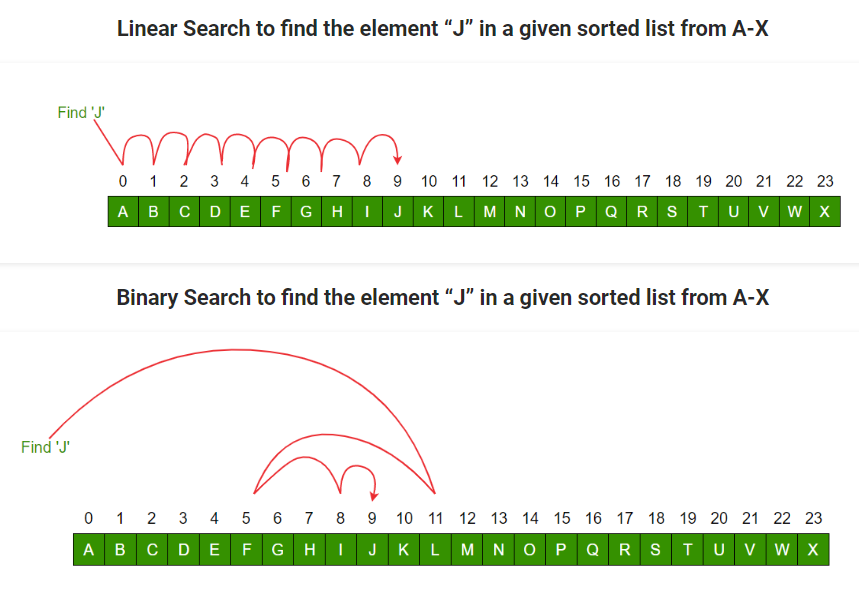 Linear Search to find the element “J” in a given sorted list from A-X
Find 'J'
0 1 2 3 4 5 6 7 8 9 10 11 12 13 14 15 16 17 18 19 20 21 22 23
A B C D E F G H I J K L M N O P Q R S T U V W X
Binary Search to find the element “J” in a given sorted list from A-X
Find 'J'
0 1 2 3 4 5 6 7 8 9 10 11 12 13 14 15 16 17 18 19 20 21 22 23
A B C D E F G H I J K L M N O P Q R S T U V W X